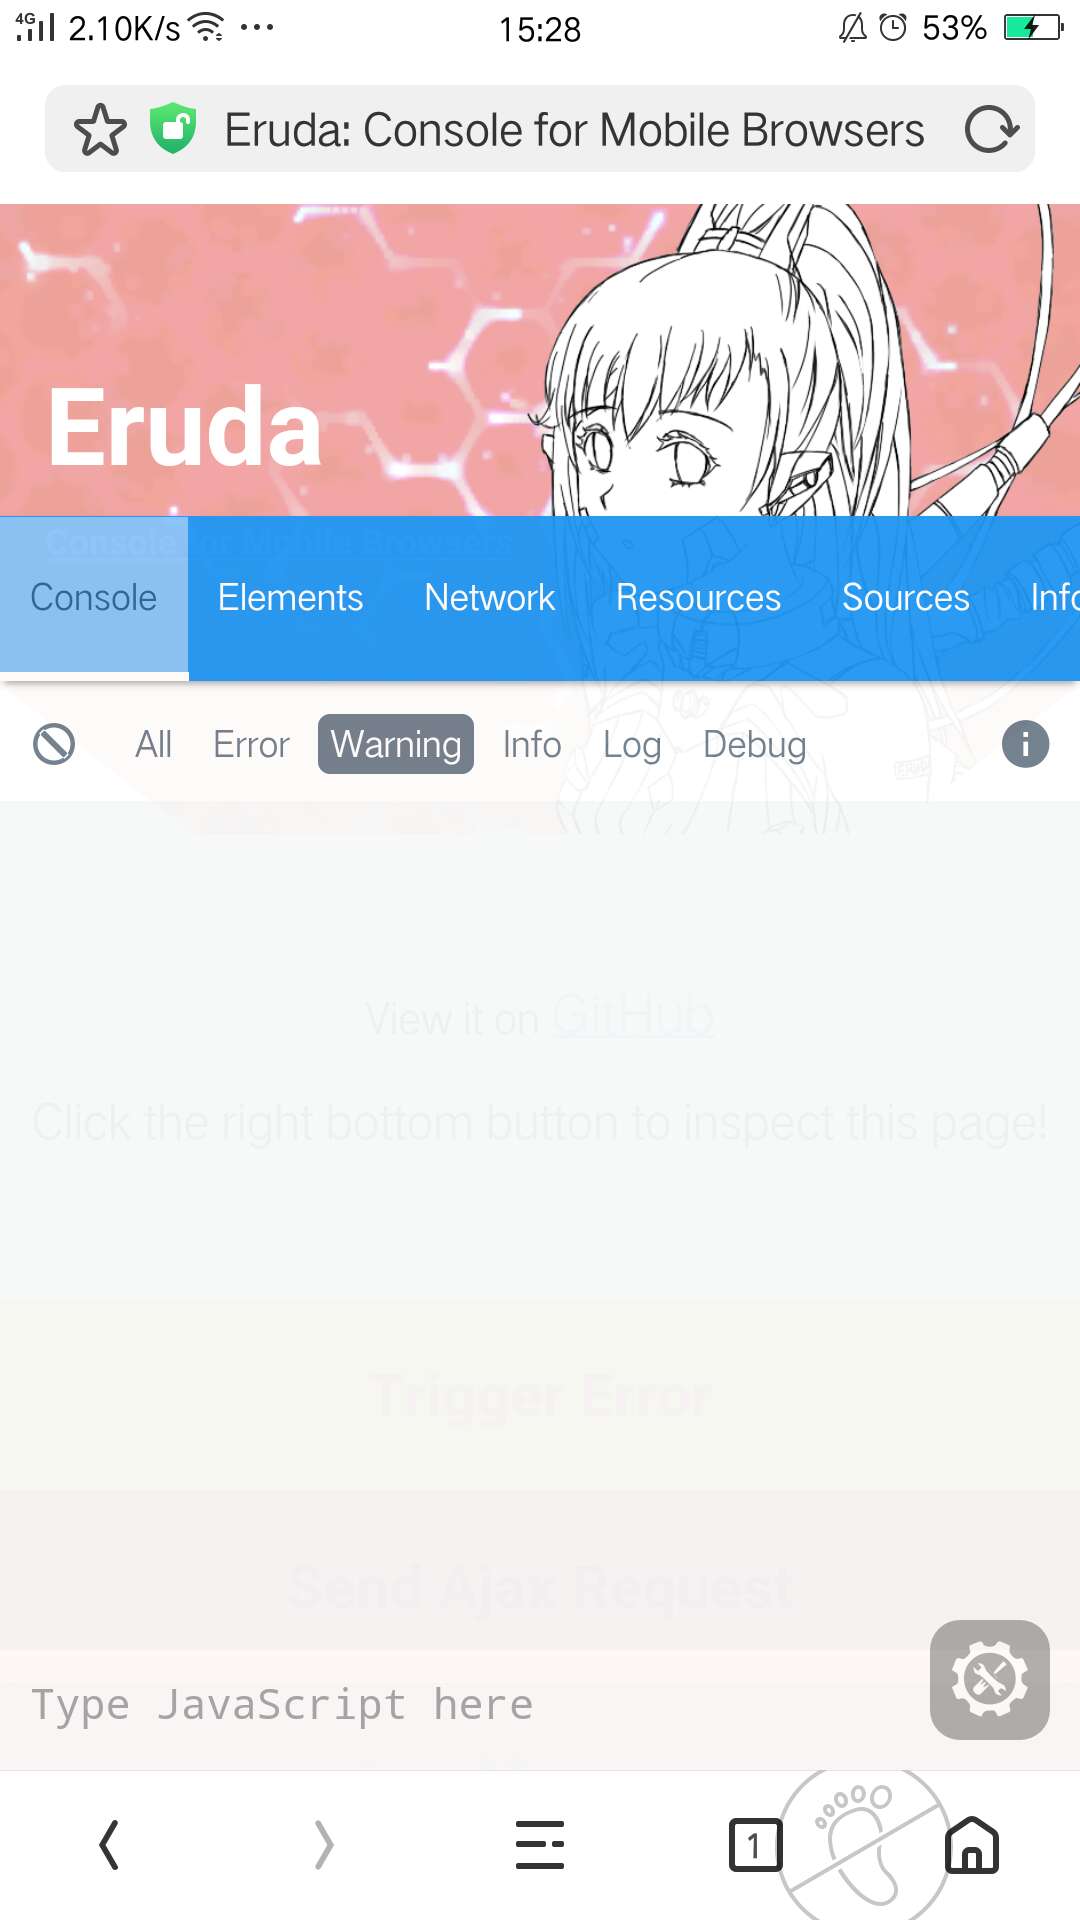 4G 2.10K/s 15:28 53%
Eruda: Console for Mobile Browsers
Eruda
Console for Mobile Browsers
Console Elements Network Resources Sources Info
All Error Warning Info Log Debug
View it on GitHub
Click the right bottom button to inspect this page!
Trigger Error
Send Ajax Request
Type JavaScript here
1